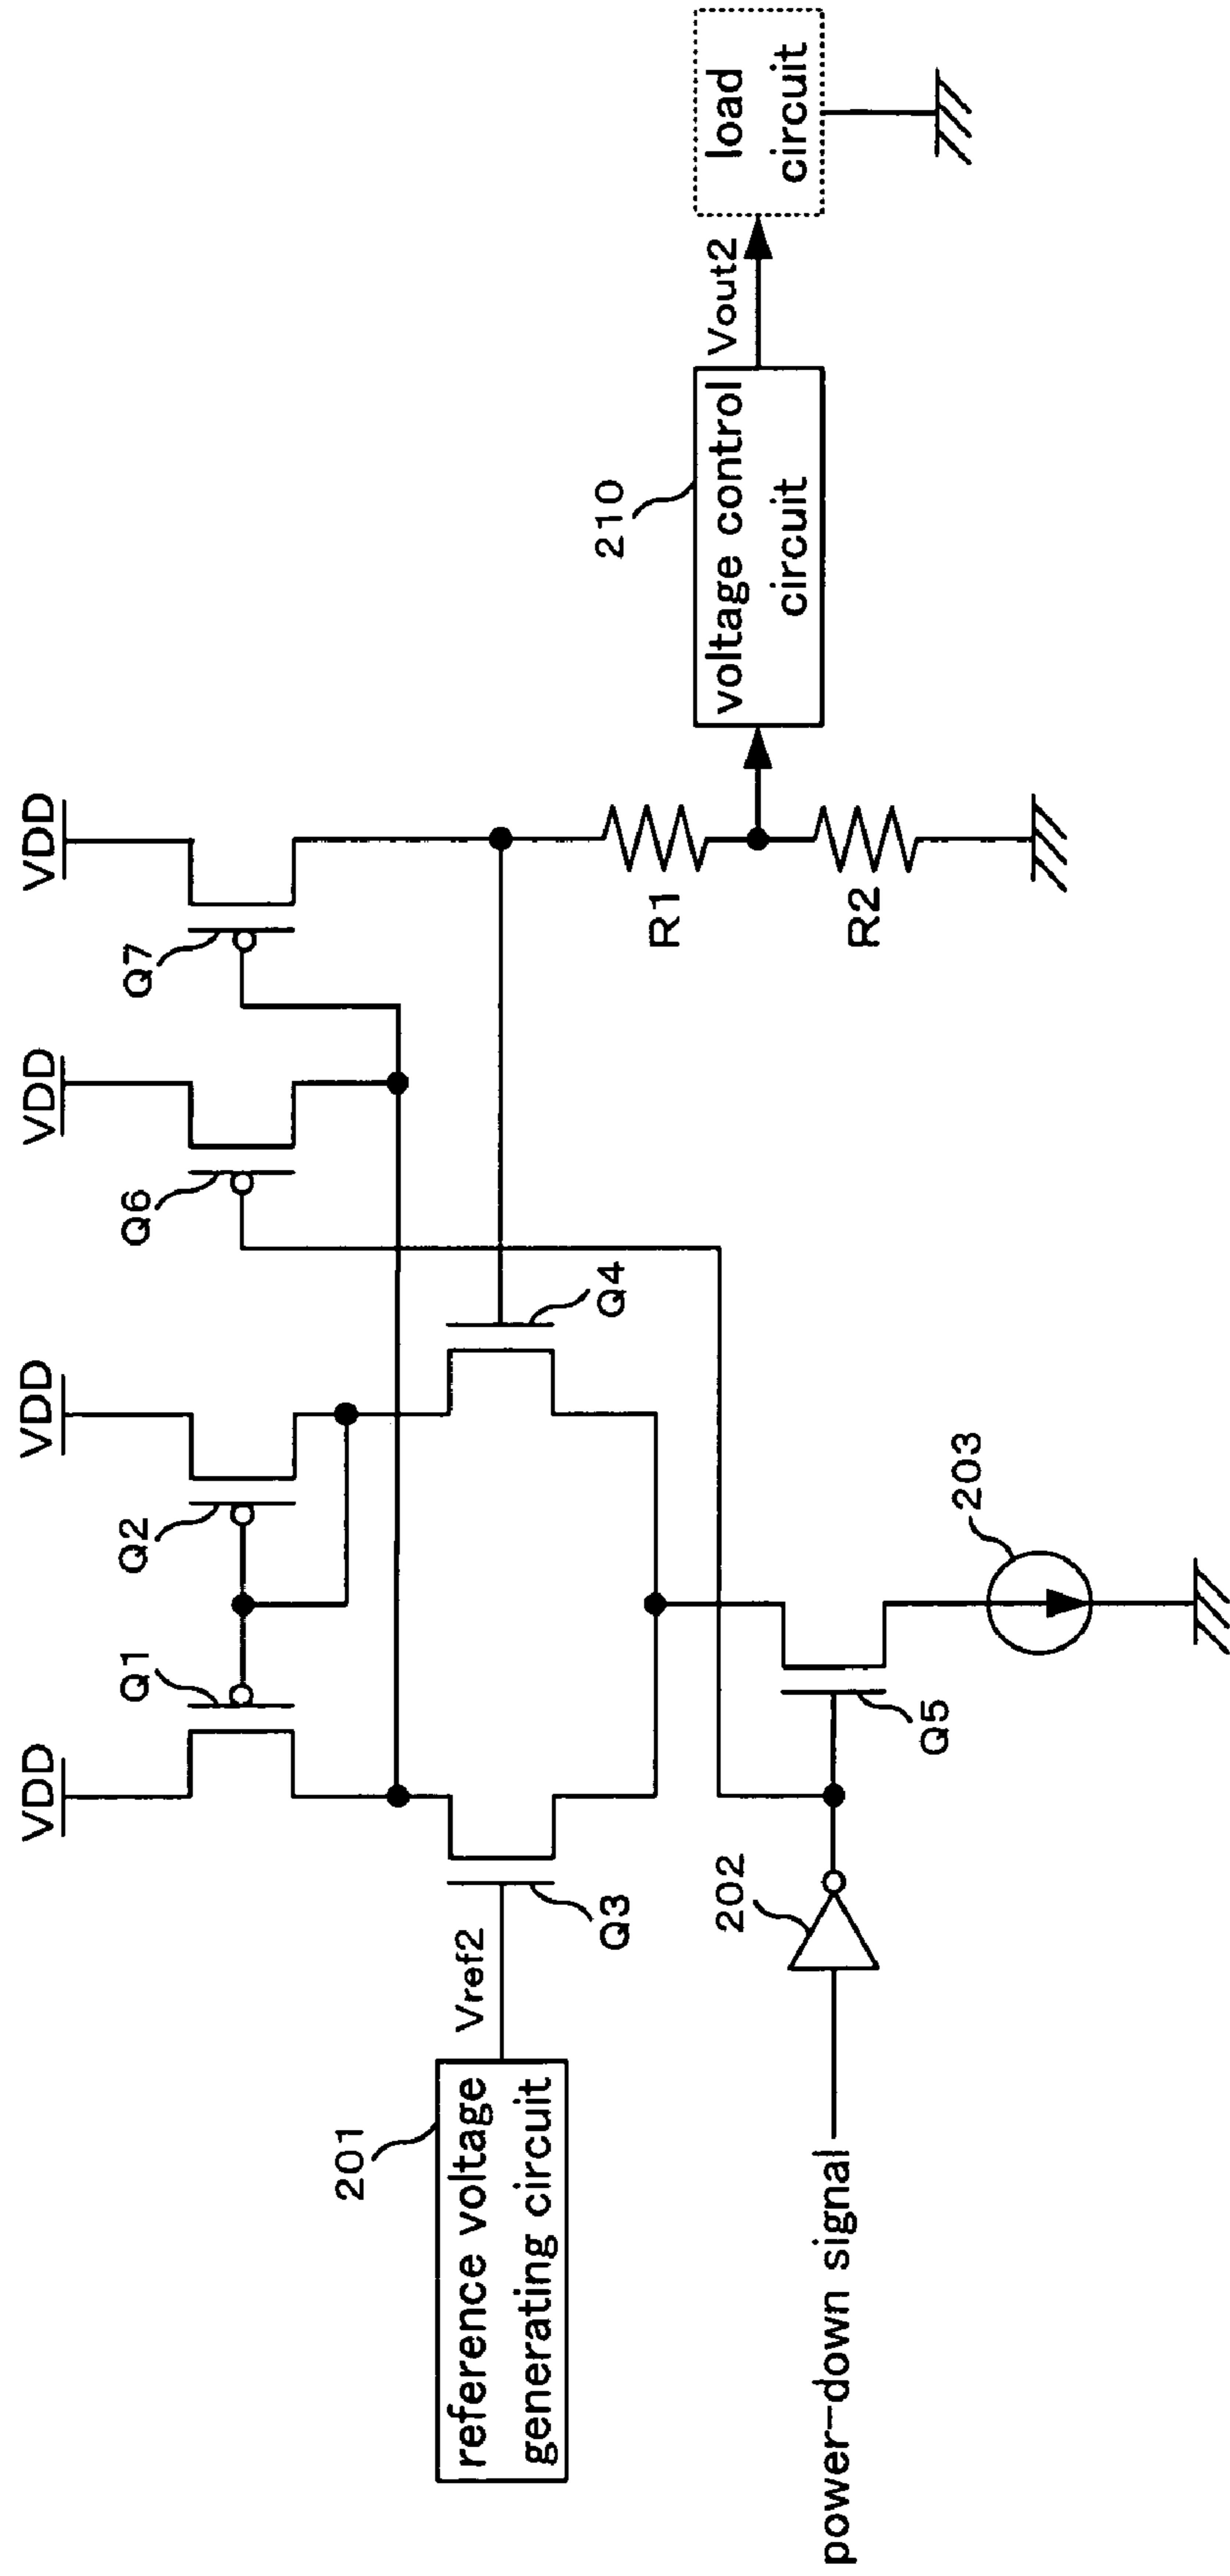 VDD
VDD
VDD
VDD
Q1
Q2
Q6
Q7
201
reference voltage
generating circuit
Vref2
Q3
Q4
R1
R2
210
voltage control
circuit
Vout2
load
circuit
202
power-down signal
Q5
203